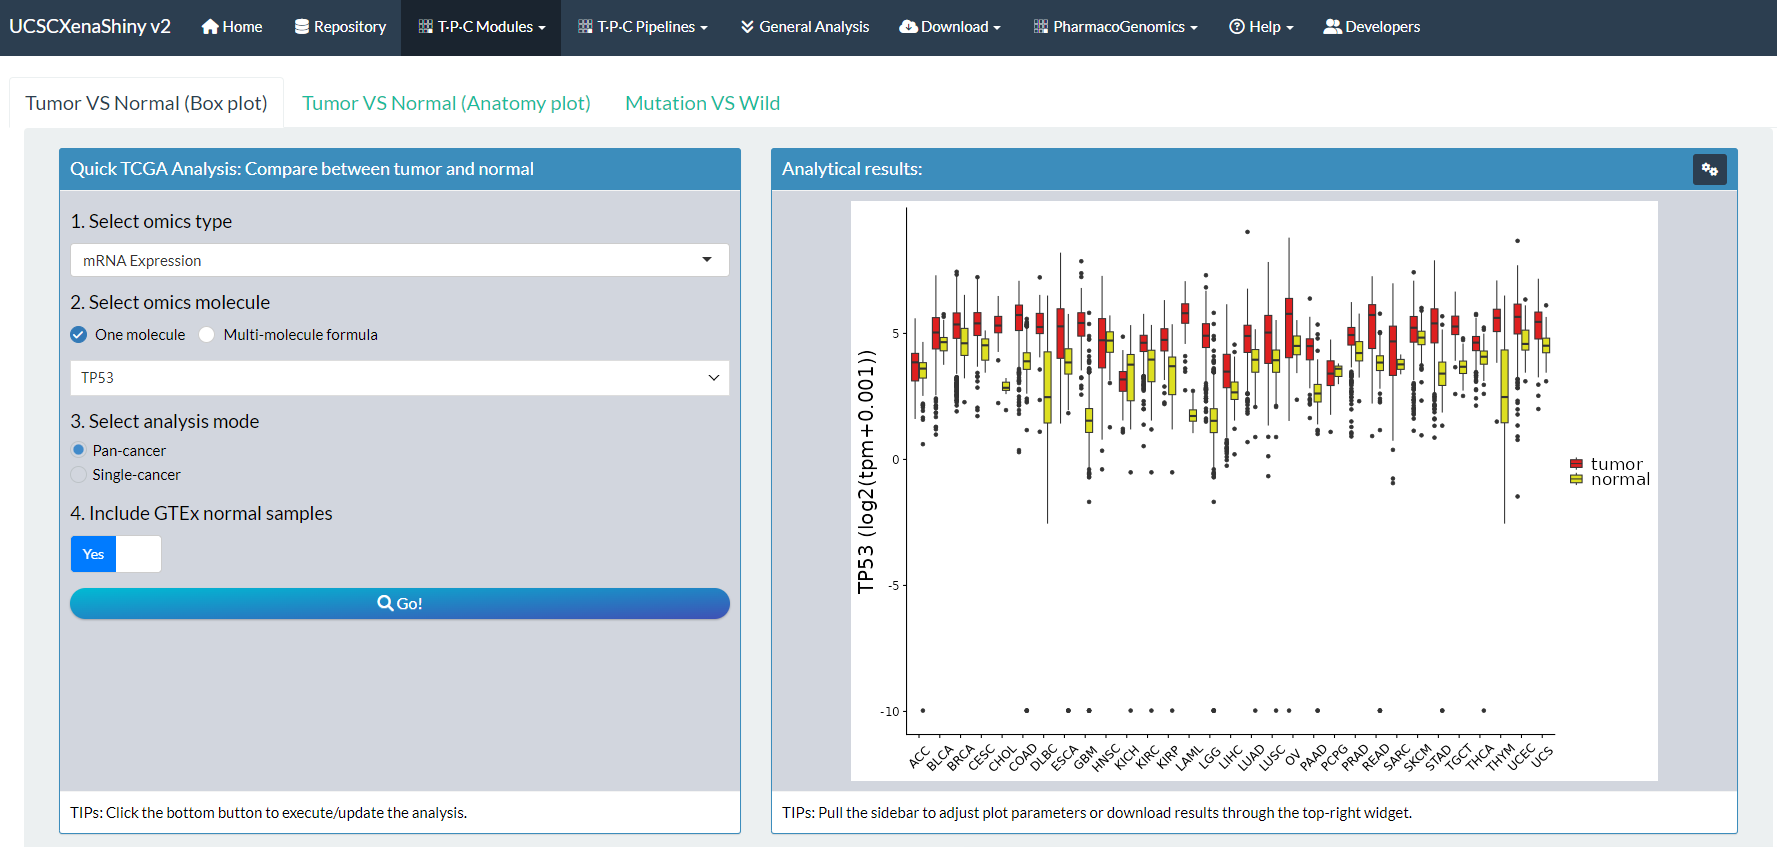 UCSCXenaShiny v2 Home Repository T·P·C Modules T·P·C Pipelines General Analysis Download PharmacoGenomics Help Developers
Tumor VS Normal (Box plot) Tumor VS Normal (Anatomy plot) Mutation VS Wild
Quick TCGA Analysis: Compare between tumor and normal
1. Select omics type
mRNA Expression
2. Select omics molecule
One molecule Multi-molecule formula
TP53
3. Select analysis mode
Pan-cancer
Single-cancer
4. Include GTEx normal samples
Yes
Go!
TIPs: Click the bottom button to execute/update the analysis.
Analytical results:
TP53 (log2(tpm+0.001))
5
0
-5
-10
ACC BLCA BRCA CESC CHOL COAD DLBC ESCA GBM HNSC KICH KIRC KIRP LAML LGG LIHC LUAD LUSC OV PAAD PCPG PRAD READ SARC SKCM STAD TGCT THCA THYM UCEC UCS
tumor
normal
TIPs: Pull the sidebar to adjust plot parameters or download results through the top-right widget.